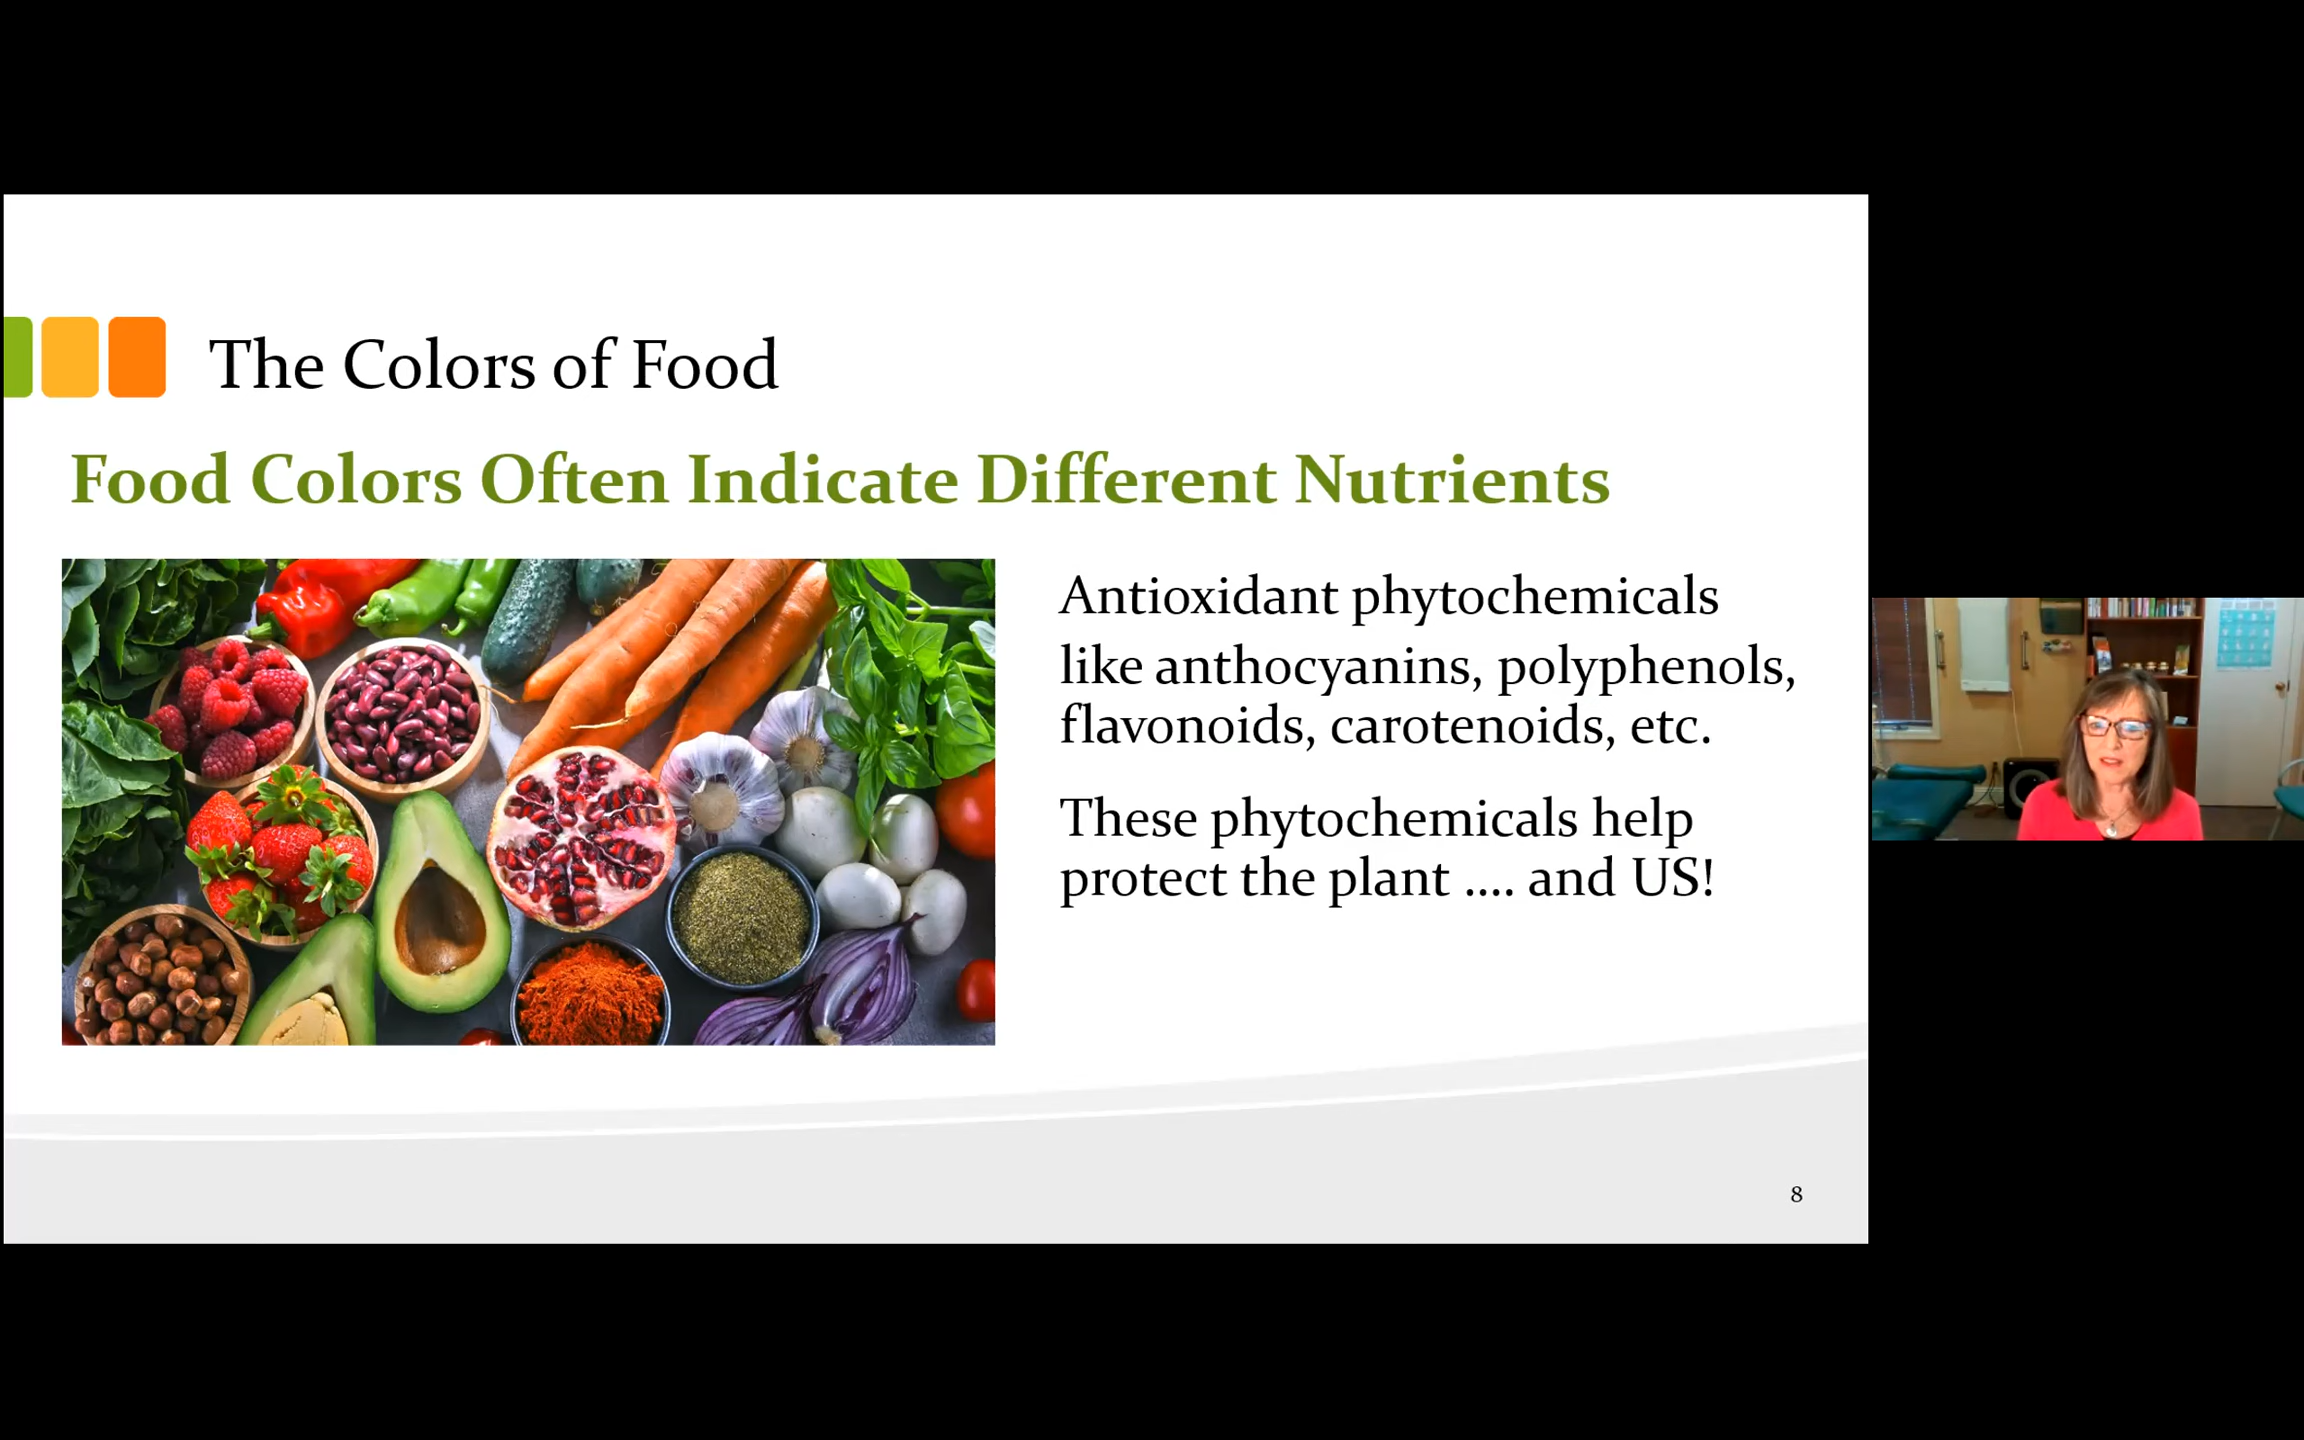 The Colors of Food
Food Colors Often Indicate Different Nutrients
Antioxidant phytochemicals
like anthocyanins, polyphenols,
flavonoids, carotenoids, etc.
These phytochemicals help
protect the plant .... and US!
8